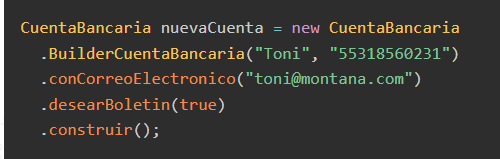 CuentaBancaria nuevaCuenta = new CuentaBancaria
.BuilderCuentaBancaria("Toni", "55318560231")
.conCorreoElectronico("toni@montana.com")
.desearBoletin(true)
.construir();